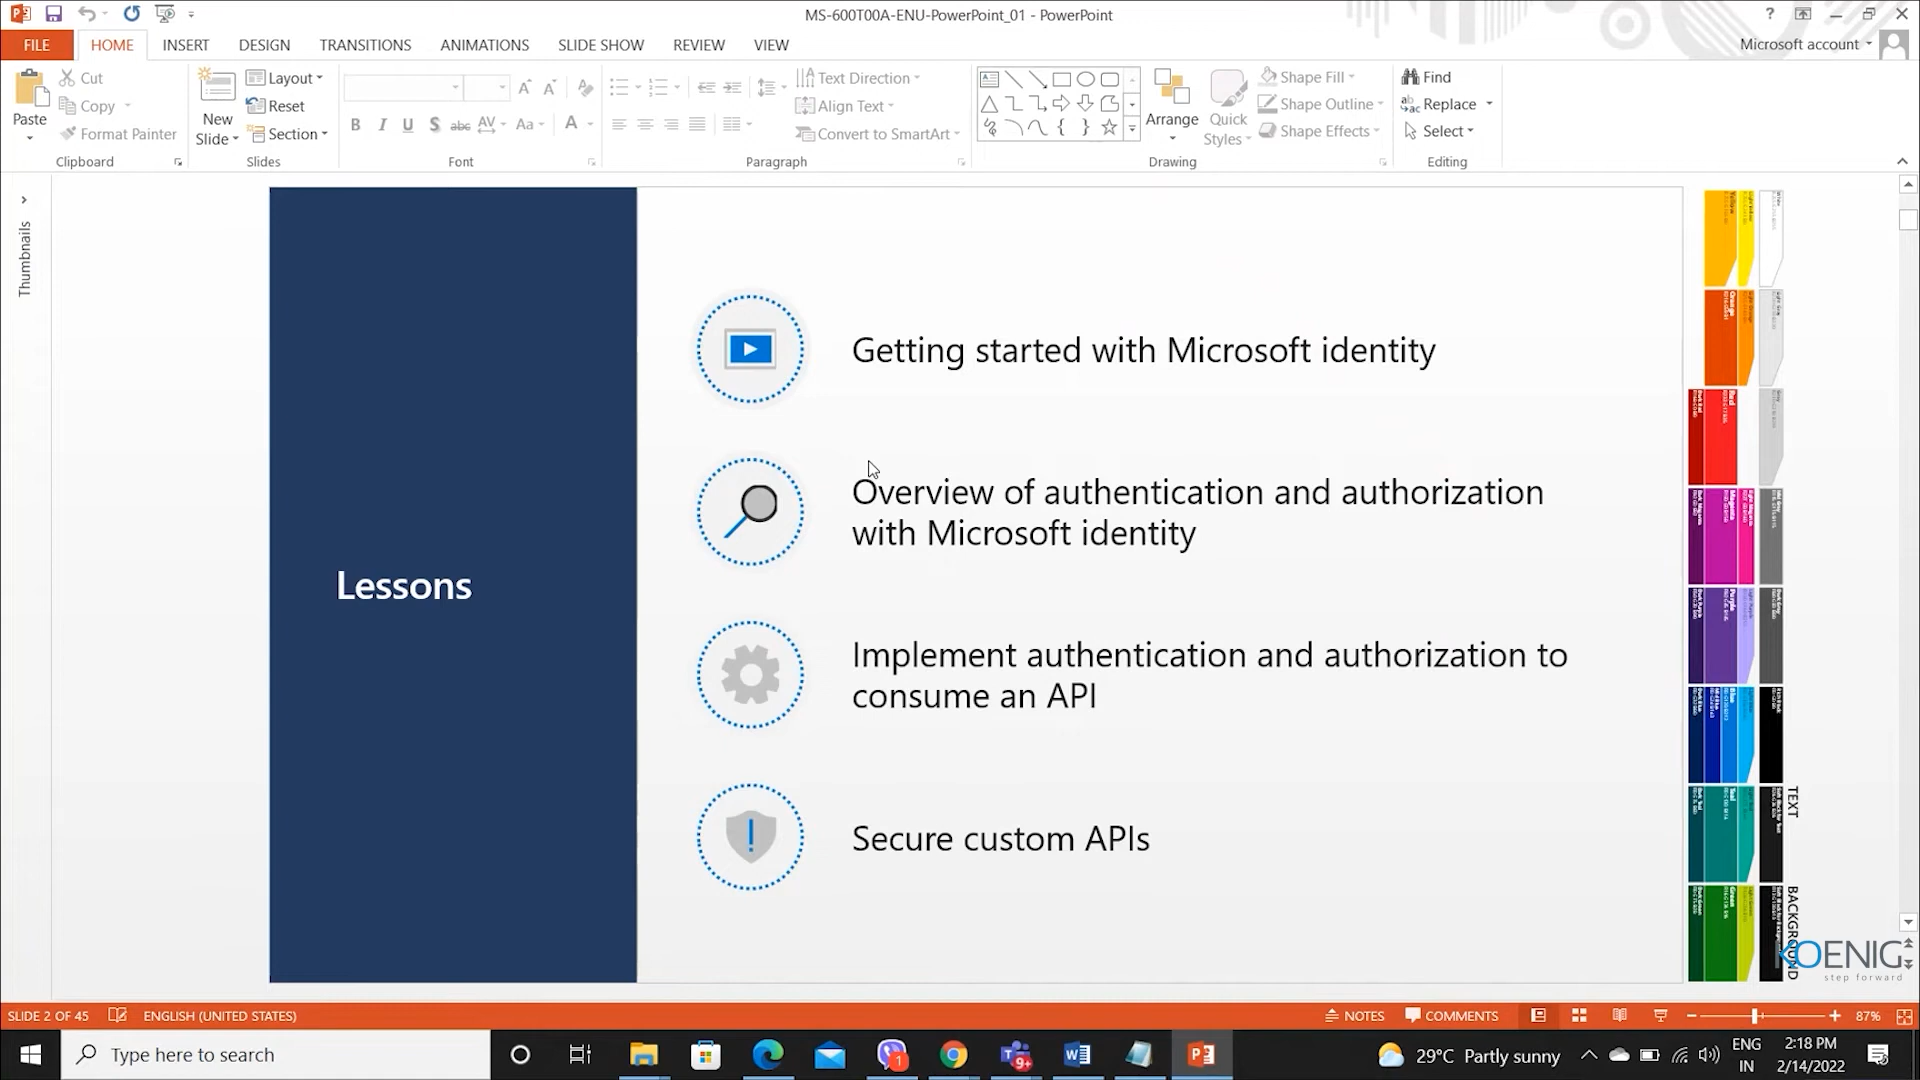 MS-600T00A-ENU-PowerPoint_01 - PowerPoint
FILE HOME INSERT DESIGN TRANSITIONS ANIMATIONS SLIDE SHOW REVIEW VIEW
Microsoft account
Paste
Cut
Copy
Format Painter
Clipboard
New
Slide
Layout
Reset
Section
Slides
Font
Text Direction
Align Text
Convert to SmartArt
Paragraph
Arrange
Quick
Styles
Shape Fill
Shape Outline
Shape Effects
Drawing
Find
Replace
Select
Editing
Thumbnails
Lessons
Getting started with Microsoft identity
Overview of authentication and authorization
with Microsoft identity
Implement authentication and authorization to
consume an API
Secure custom APIs
TEXT
BACKGROUND
KOENIG
step forward
SLIDE 2 OF 45 ENGLISH (UNITED STATES) NOTES COMMENTS 87%
Type here to search
29°C Partly sunny
ENG
IN
2:18 PM
2/14/2022